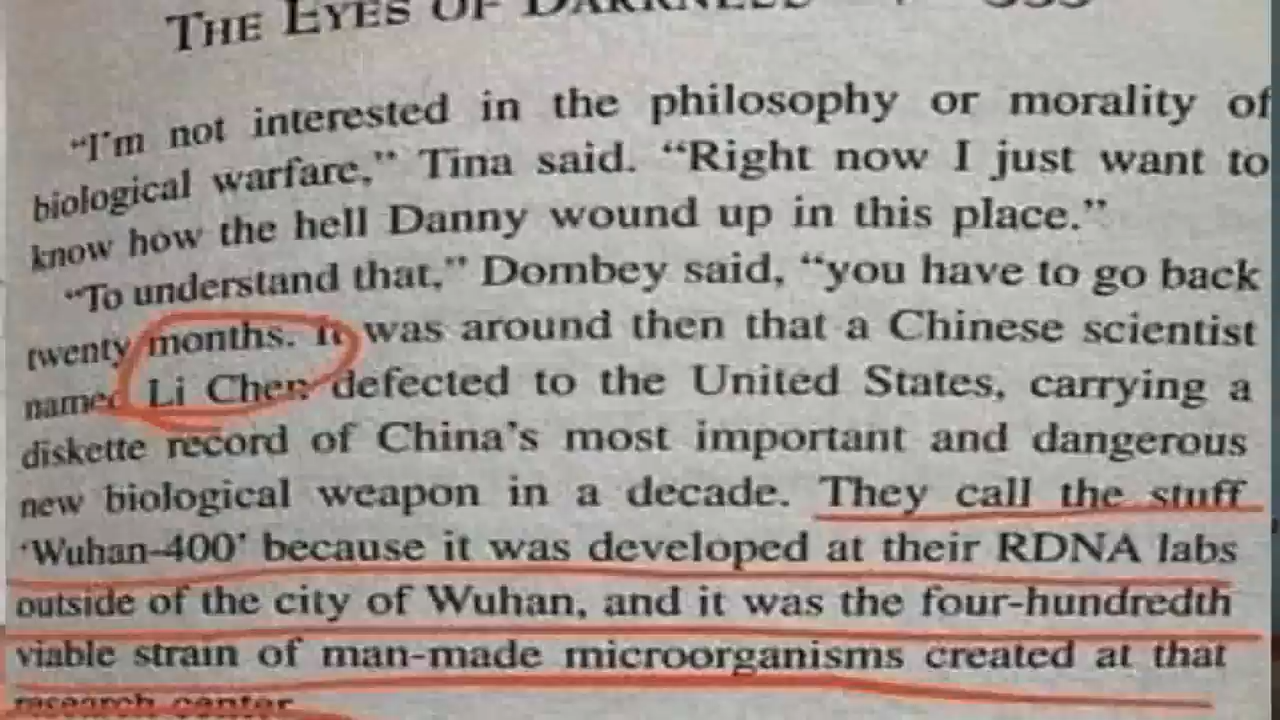 THE EYES OF DARKNESS
“I’m not interested in the philosophy or morality of
biological warfare,” Tina said. “Right now I just want to
know how the hell Danny wound up in this place.”
“To understand that,” Dombey said, “you have to go back
twenty months. It was around then that a Chinese scientist
named Li Chen defected to the United States, carrying a
diskette record of China’s most important and dangerous
new biological weapon in a decade. They call the stuff
‘Wuhan-400’ because it was developed at their RDNA labs
outside of the city of Wuhan, and it was the four-hundredth
viable strain of man-made microorganisms created at that
research center